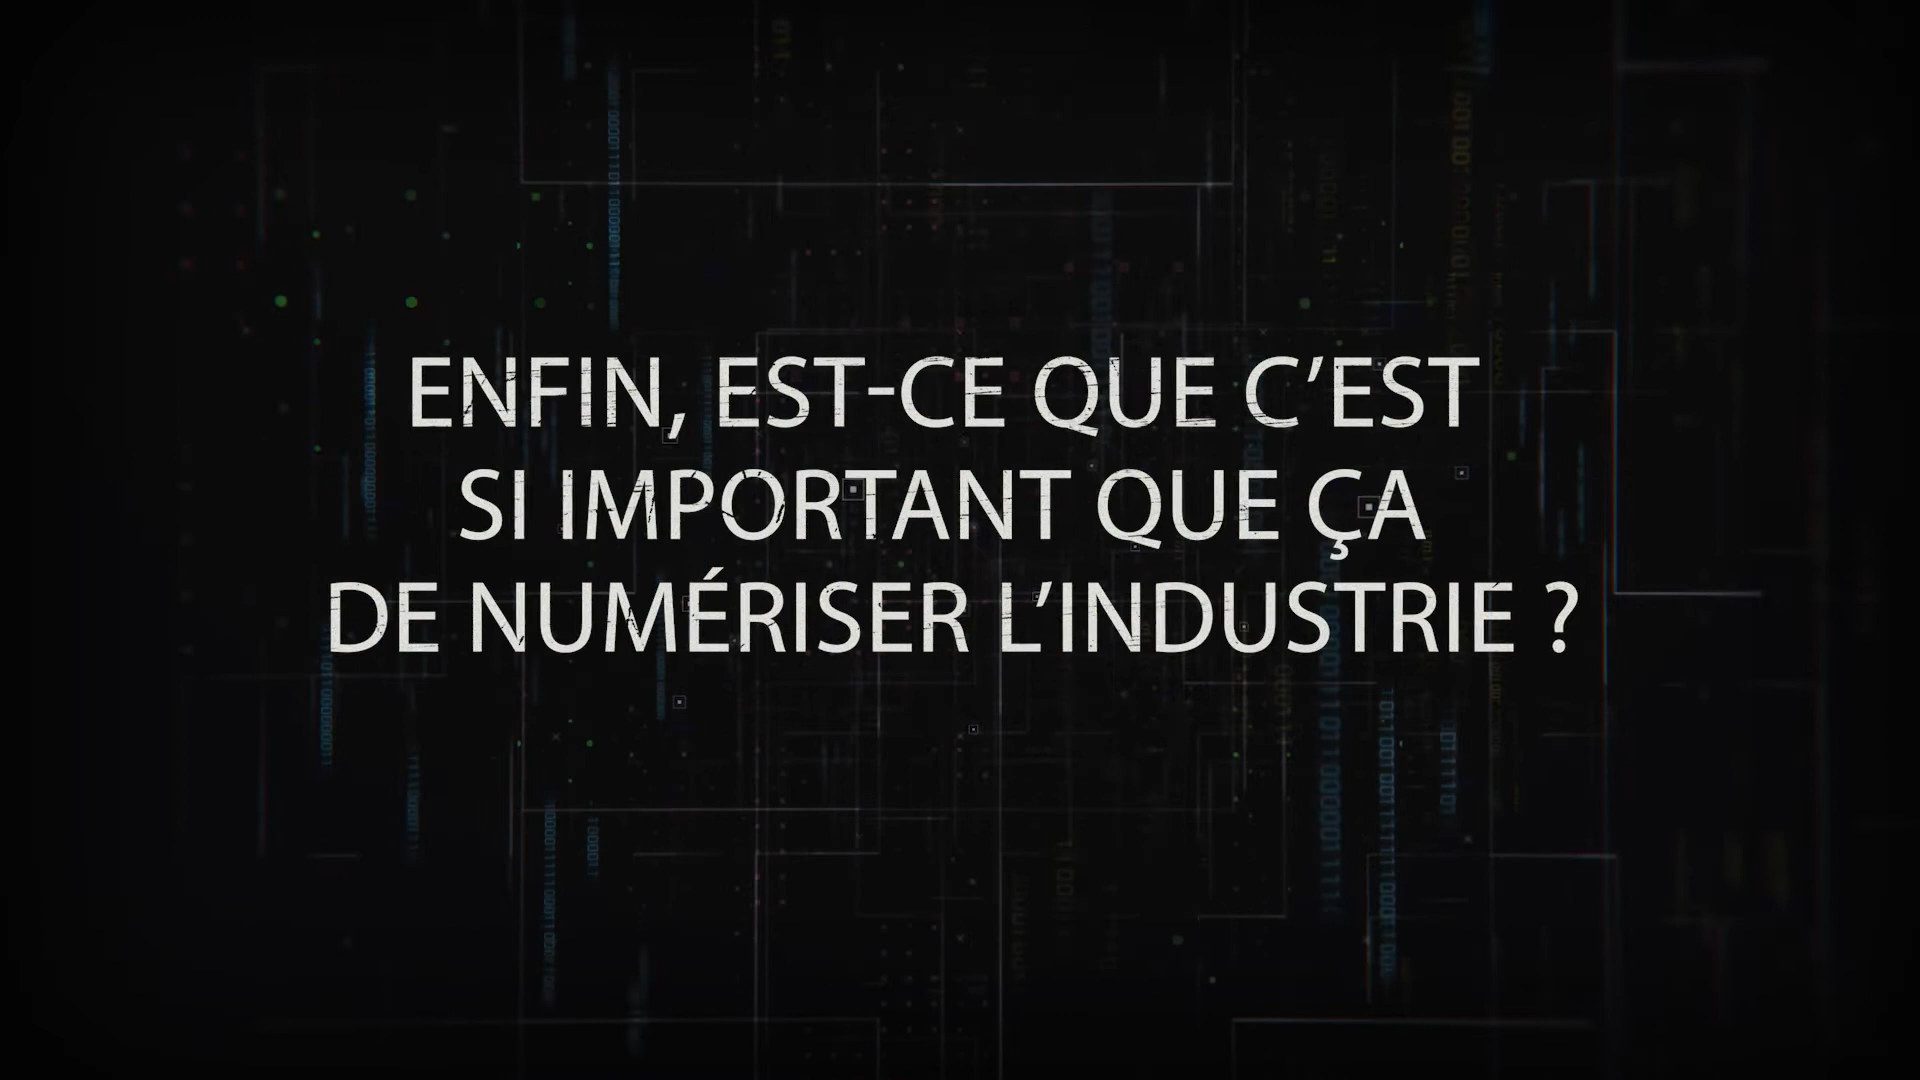 ENFIN, EST-CE QUE C’EST
SI IMPORTANT QUE ÇA
DE NUMÉRISER L’INDUSTRIE ?